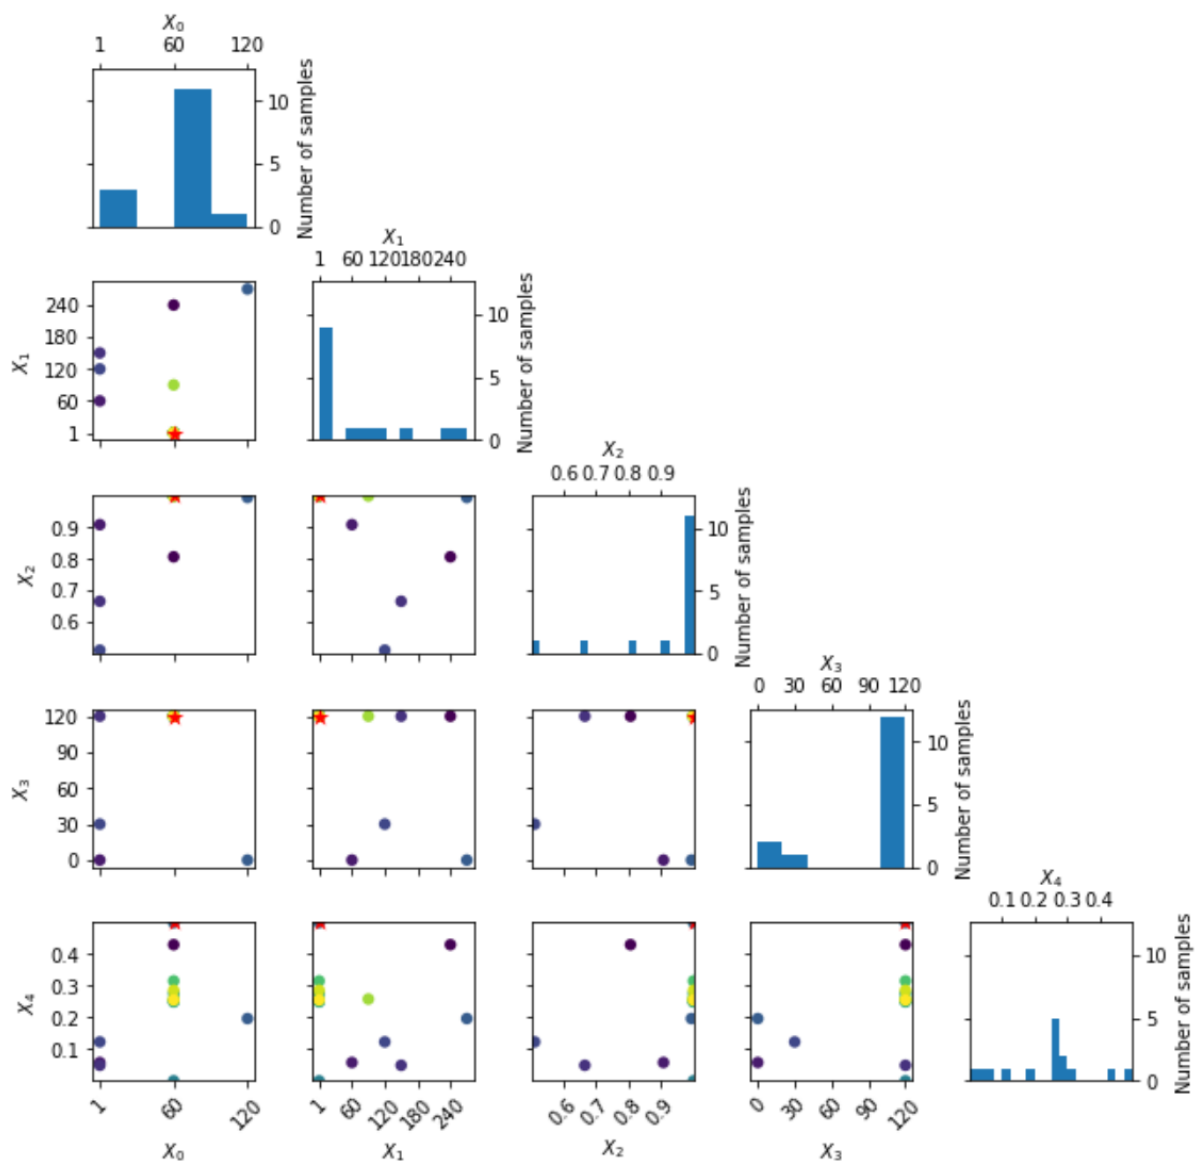 X₀
1 60 120
10
5
0
Number of samples
X₁
1 60 120 180 240
240
180
120
60
1
X₁
10
5
0
Number of samples
X₂
0.6 0.7 0.8 0.9
0.9
0.8
0.7
0.6
X₂
10
5
0
Number of samples
X₃
0 30 60 90 120
120
90
60
30
0
X₃
10
5
0
Number of samples
X₄
0.1 0.2 0.3 0.4
0.4
0.3
0.2
0.1
X₄
10
5
0
Number of samples
1 60 120
X₀
1 60 120 180 240
X₁
0.6 0.7 0.8 0.9
X₂
0 30 60 90 120
X₃